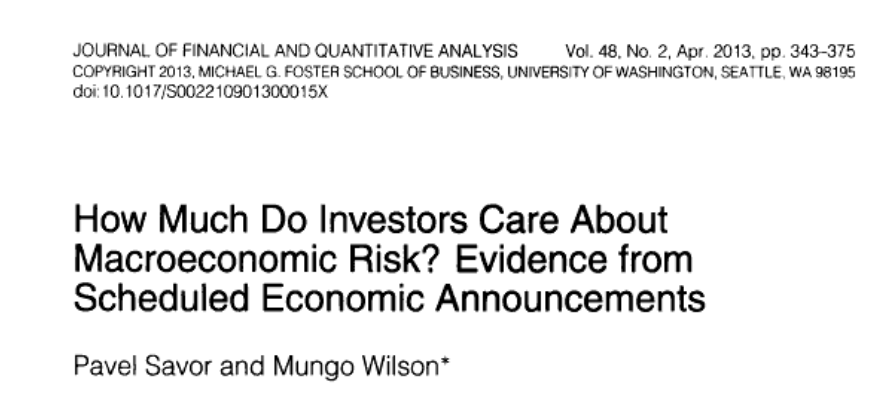 JOURNAL OF FINANCIAL AND QUANTITATIVE ANALYSIS Vol. 48, No. 2, Apr. 2013, pp. 343–375
COPYRIGHT 2013, MICHAEL G. FOSTER SCHOOL OF BUSINESS, UNIVERSITY OF WASHINGTON, SEATTLE, WA 98195
doi:10.1017/S002210901300015X
How Much Do Investors Care About
Macroeconomic Risk? Evidence from
Scheduled Economic Announcements
Pavel Savor and Mungo Wilson*